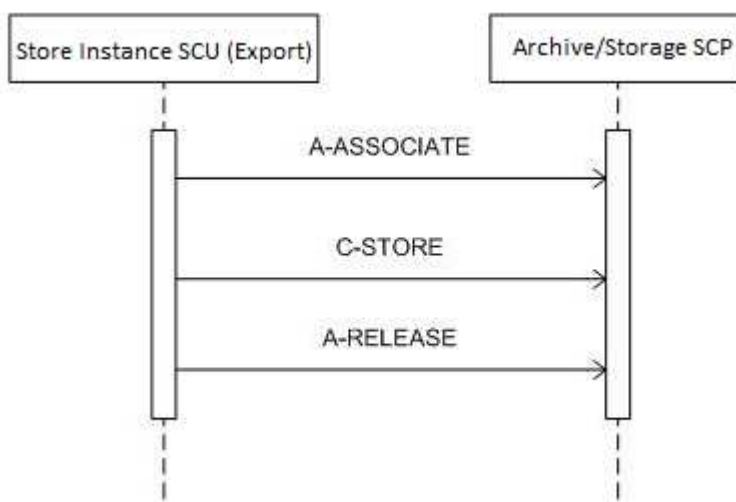 Store Instance SCU (Export)
Archive/Storage SCP
A-ASSOCIATE
C-STORE
A-RELEASE